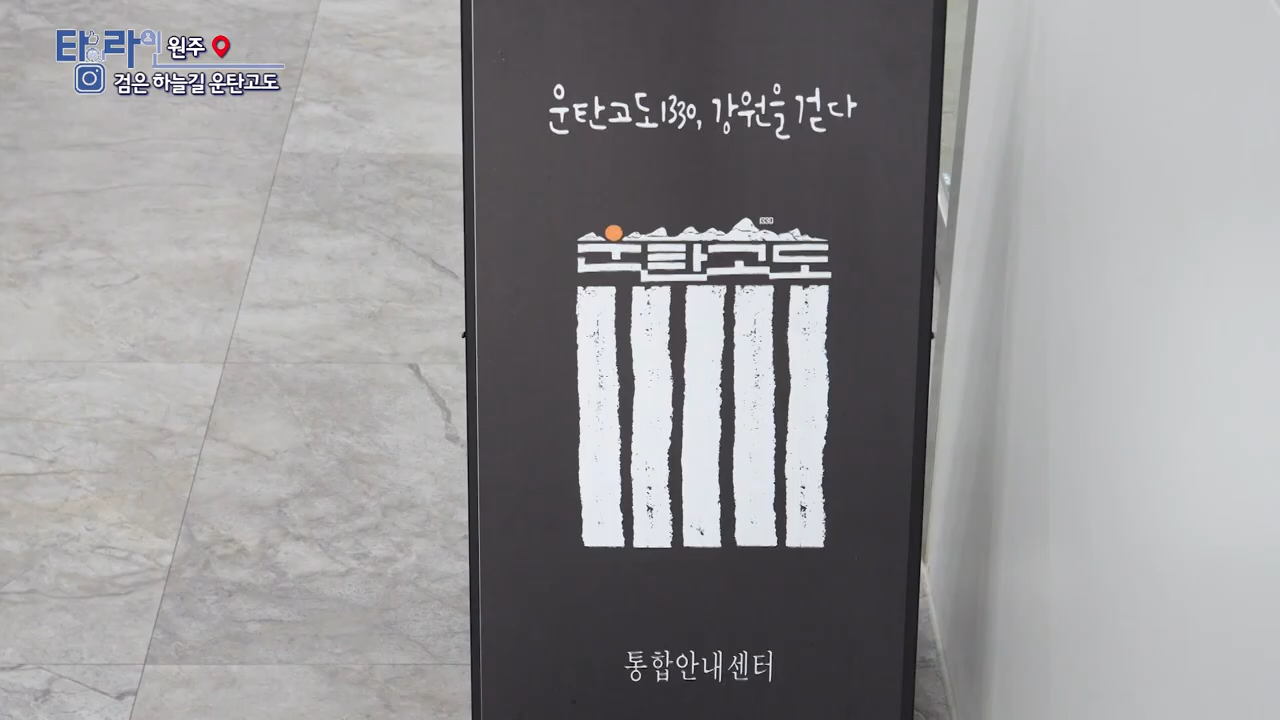 타라 원주
검은 하늘길 운탄고도
운탄고도1330, 강원을 걷다
운탄고도
통합안내센터